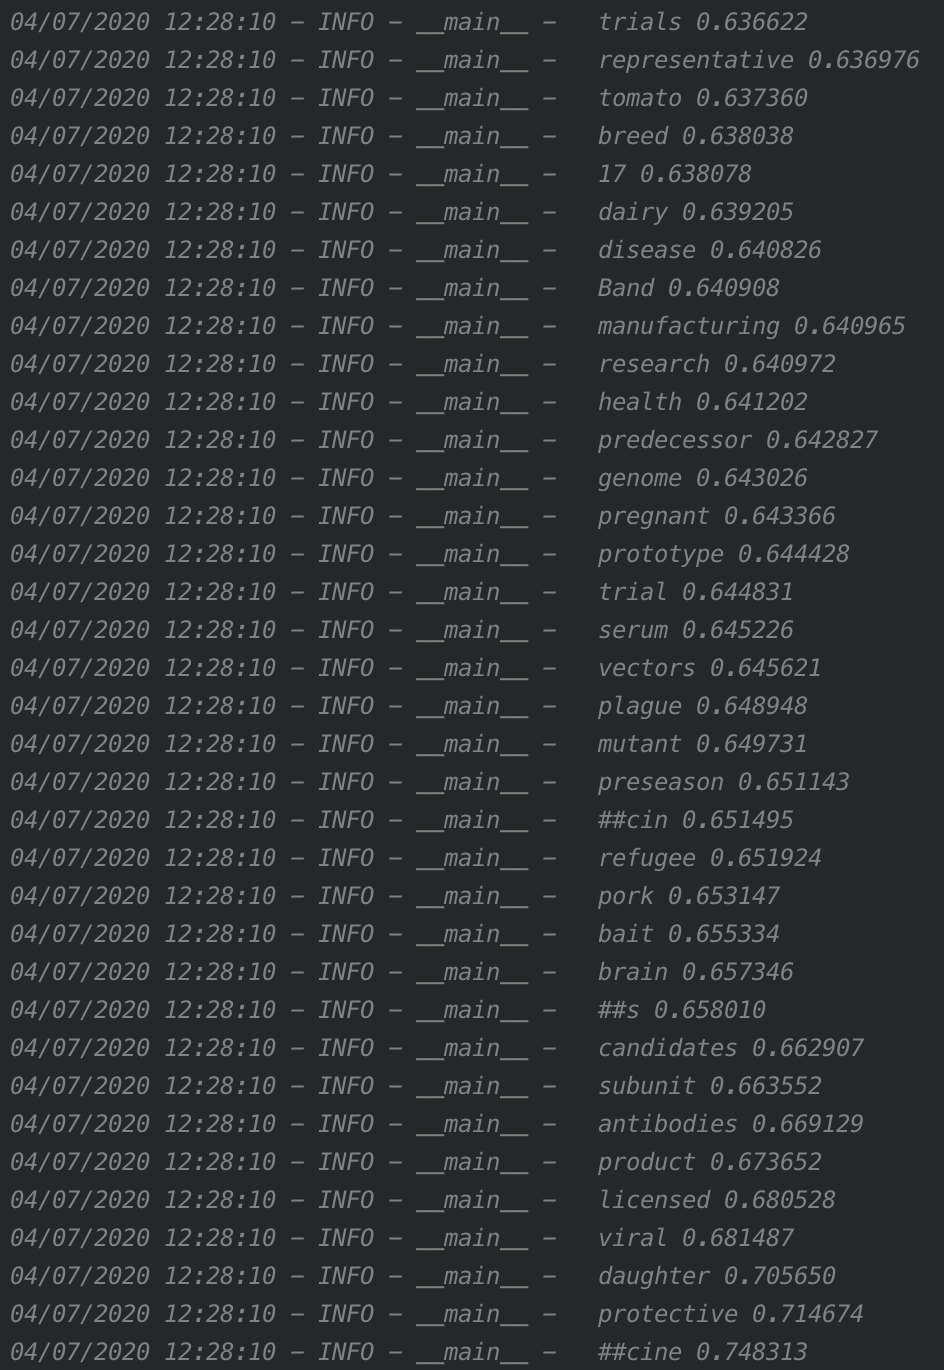 04/07/2020 12:28:10 - INFO - __main__ -   trials 0.636622
04/07/2020 12:28:10 - INFO - __main__ -   representative 0.636976
04/07/2020 12:28:10 - INFO - __main__ -   tomato 0.637360
04/07/2020 12:28:10 - INFO - __main__ -   breed 0.638038
04/07/2020 12:28:10 - INFO - __main__ -   17 0.638078
04/07/2020 12:28:10 - INFO - __main__ -   dairy 0.639205
04/07/2020 12:28:10 - INFO - __main__ -   disease 0.640826
04/07/2020 12:28:10 - INFO - __main__ -   Band 0.640908
04/07/2020 12:28:10 - INFO - __main__ -   manufacturing 0.640965
04/07/2020 12:28:10 - INFO - __main__ -   research 0.640972
04/07/2020 12:28:10 - INFO - __main__ -   health 0.641202
04/07/2020 12:28:10 - INFO - __main__ -   predecessor 0.642827
04/07/2020 12:28:10 - INFO - __main__ -   genome 0.643026
04/07/2020 12:28:10 - INFO - __main__ -   pregnant 0.643366
04/07/2020 12:28:10 - INFO - __main__ -   prototype 0.644428
04/07/2020 12:28:10 - INFO - __main__ -   trial 0.644831
04/07/2020 12:28:10 - INFO - __main__ -   serum 0.645226
04/07/2020 12:28:10 - INFO - __main__ -   vectors 0.645621
04/07/2020 12:28:10 - INFO - __main__ -   plague 0.648948
04/07/2020 12:28:10 - INFO - __main__ -   mutant 0.649731
04/07/2020 12:28:10 - INFO - __main__ -   preseason 0.651143
04/07/2020 12:28:10 - INFO - __main__ -   ##cin 0.651495
04/07/2020 12:28:10 - INFO - __main__ -   refugee 0.651924
04/07/2020 12:28:10 - INFO - __main__ -   pork 0.653147
04/07/2020 12:28:10 - INFO - __main__ -   bait 0.655334
04/07/2020 12:28:10 - INFO - __main__ -   brain 0.657346
04/07/2020 12:28:10 - INFO - __main__ -   ##s 0.658010
04/07/2020 12:28:10 - INFO - __main__ -   candidates 0.662907
04/07/2020 12:28:10 - INFO - __main__ -   subunit 0.663552
04/07/2020 12:28:10 - INFO - __main__ -   antibodies 0.669129
04/07/2020 12:28:10 - INFO - __main__ -   product 0.673652
04/07/2020 12:28:10 - INFO - __main__ -   licensed 0.680528
04/07/2020 12:28:10 - INFO - __main__ -   viral 0.681487
04/07/2020 12:28:10 - INFO - __main__ -   daughter 0.705650
04/07/2020 12:28:10 - INFO - __main__ -   protective 0.714674
04/07/2020 12:28:10 - INFO - __main__ -   ##cine 0.748313